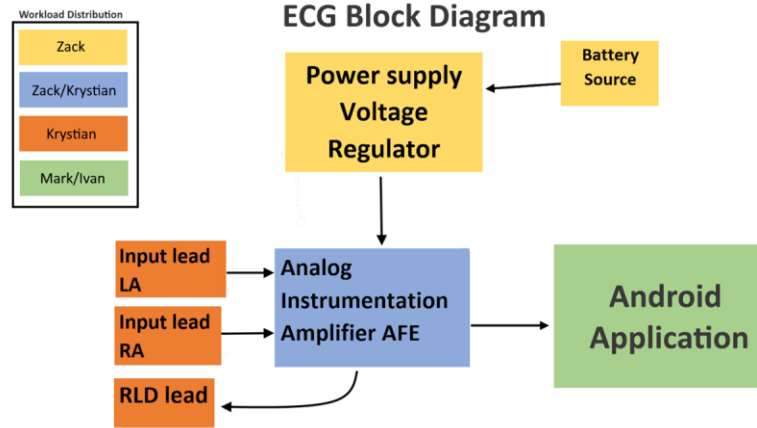 Workload Distribution
Zack
Zack/Krystian
Krystian
Mark/Ivan
ECG Block Diagram
Power supply
Voltage
Regulator
Battery
Source
Input lead
LA
Input lead
RA
RLD lead
Analog
Instrumentation
Amplifier AFE
Android
Application